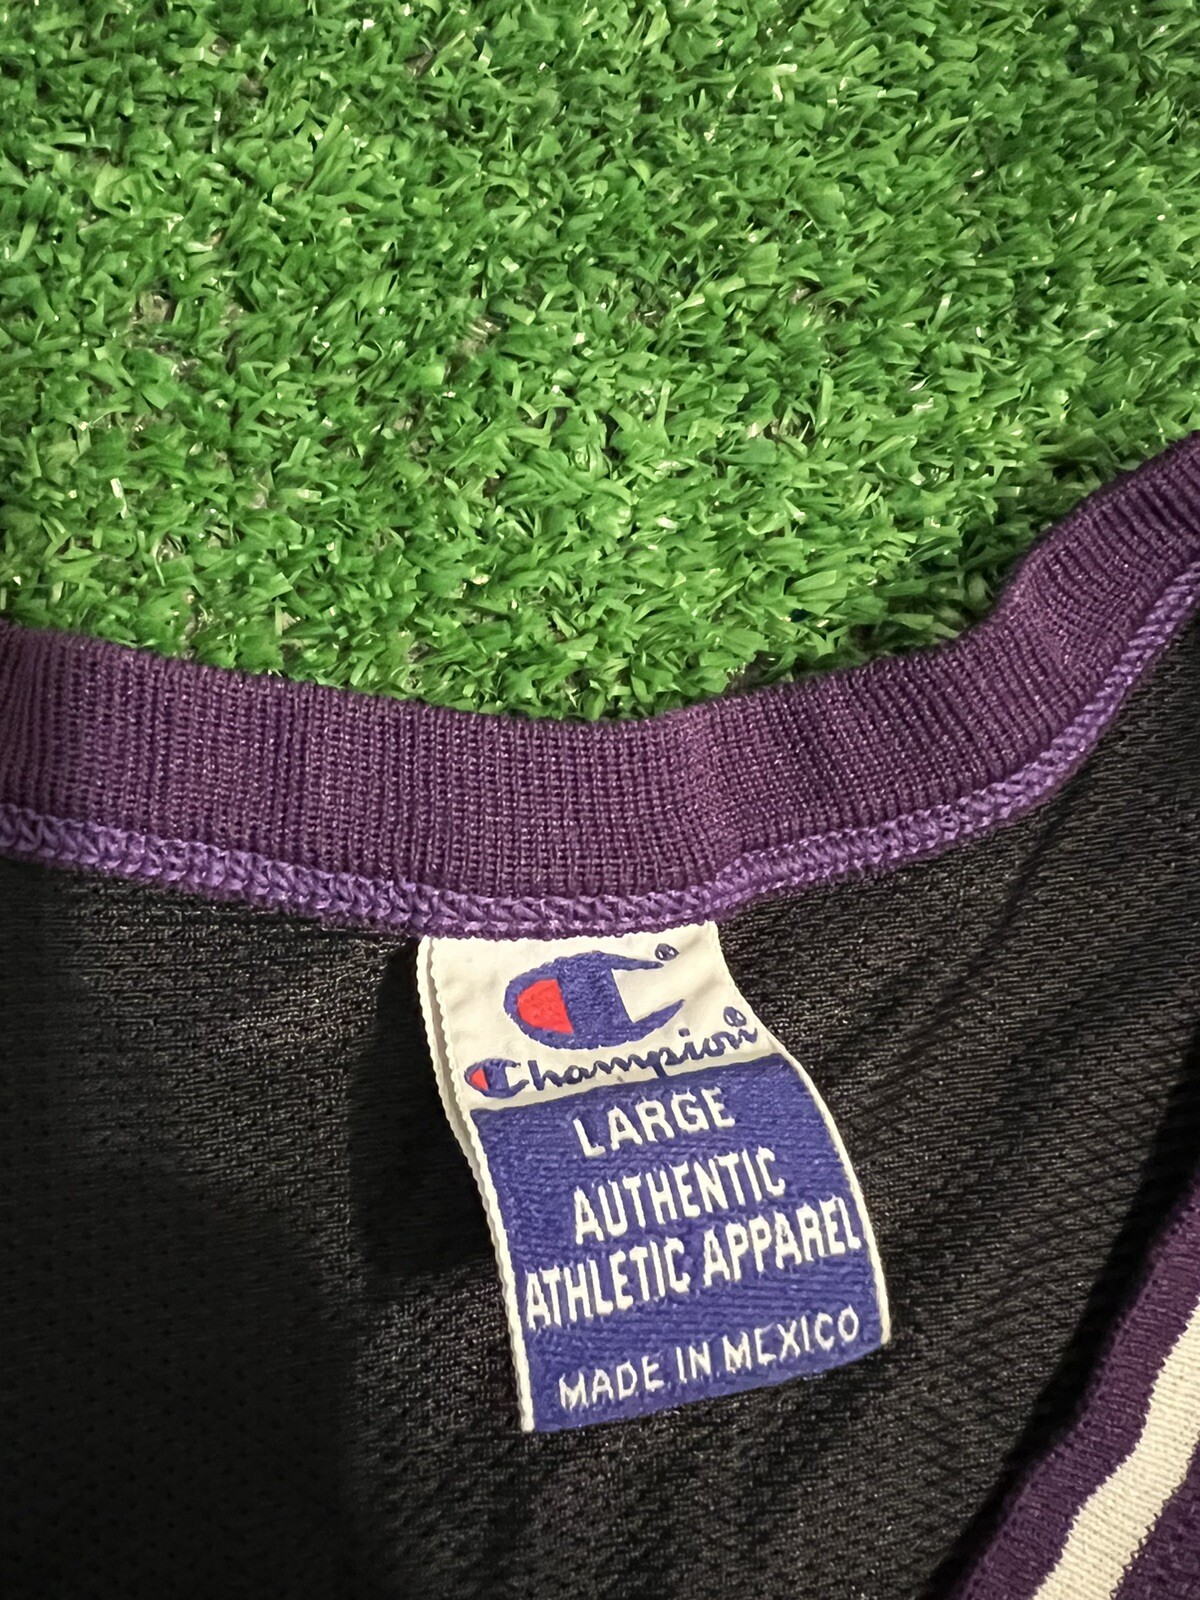 Champion®
LARGE
AUTHENTIC
ATHLETIC APPAREL
MADE IN MEXICO